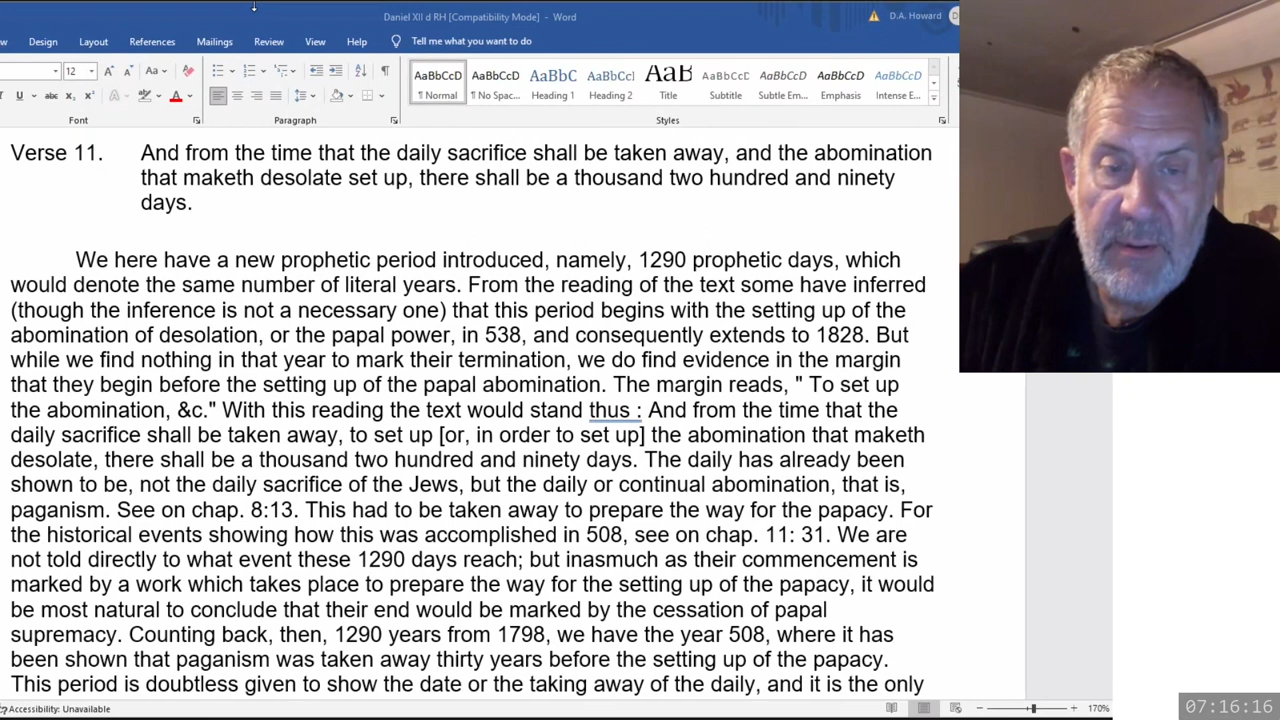 Daniel XII d RH [Compatibility Mode] - Word
D.A. Howard
Design Layout References Mailings Review View Help Tell me what you want to do
12 Aa
AaBbCcD AaBbCcD AaBbC AaBbCcI AaB AaBbCcD AaBbCcD AaBbCcD AaBbCcD
¶ Normal ¶ No Spac... Heading 1 Heading 2 Title Subtitle Subtle Em... Emphasis Intense E...
Font Paragraph Styles
Verse 11. And from the time that the daily sacrifice shall be taken away, and the abomination
that maketh desolate set up, there shall be a thousand two hundred and ninety
days.
We here have a new prophetic period introduced, namely, 1290 prophetic days, which
would denote the same number of literal years. From the reading of the text some have inferred
(though the inference is not a necessary one) that this period begins with the setting up of the
abomination of desolation, or the papal power, in 538, and consequently extends to 1828. But
while we find nothing in that year to mark their termination, we do find evidence in the margin
that they begin before the setting up of the papal abomination. The margin reads, " To set up
the abomination, &c." With this reading the text would stand thus : And from the time that the
daily sacrifice shall be taken away, to set up [or, in order to set up] the abomination that maketh
desolate, there shall be a thousand two hundred and ninety days. The daily has already been
shown to be, not the daily sacrifice of the Jews, but the daily or continual abomination, that is,
paganism. See on chap. 8:13. This had to be taken away to prepare the way for the papacy. For
the historical events showing how this was accomplished in 508, see on chap. 11: 31. We are
not told directly to what event these 1290 days reach; but inasmuch as their commencement is
marked by a work which takes place to prepare the way for the setting up of the papacy, it would
be most natural to conclude that their end would be marked by the cessation of papal
supremacy. Counting back, then, 1290 years from 1798, we have the year 508, where it has
been shown that paganism was taken away thirty years before the setting up of the papacy.
This period is doubtless given to show the date or the taking away of the daily, and it is the only
Accessibility: Unavailable
170%
07:16:16